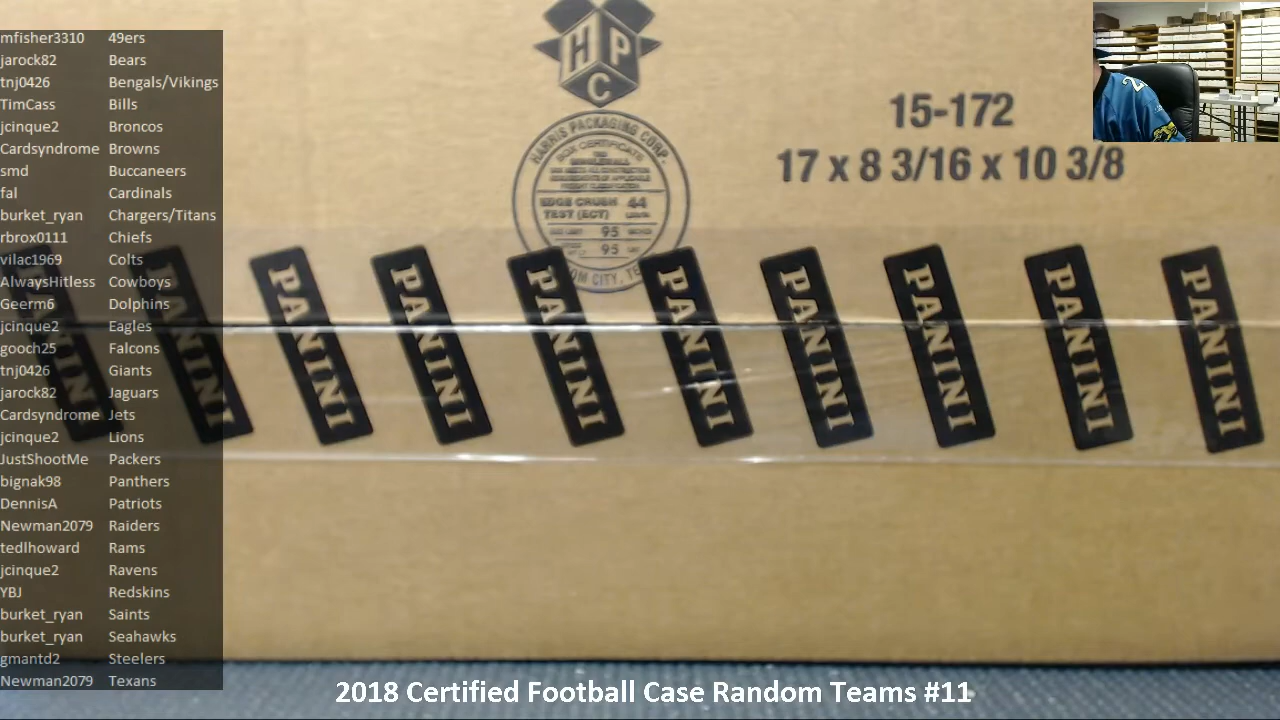 mfisher3310 49ers
jarock82 Bears
tnj0426 Bengals/Vikings
TimCass Bills
jcinque2 Broncos
Cardsyndrome Browns
smd Buccaneers
fal Cardinals
burket_ryan Chargers/Titans
rbrox0111 Chiefs
vilac1969 Colts
AlwaysHitless Cowboys
Geerm6 Dolphins
jcinque2 Eagles
gooch25 Falcons
tnj0426 Giants
jarock82 Jaguars
Cardsyndrome Jets
jcinque2 Lions
JustShootMe Packers
bignak98 Panthers
DennisA Patriots
Newman2079 Raiders
tedlhoward Rams
jcinque2 Ravens
YBJ Redskins
burket_ryan Saints
burket_ryan Seahawks
gmantd2 Steelers
Newman2079 Texans
HPC
HARRIS PACKAGING CORP.
BOX CERTIFICATE
EDGE CRUSH 44
TEST (ECT)
95
95
15-172
17 x 8 3/16 x 10 3/8
2
PANINI
PANINI
PANINI
PANINI
PANINI
PANINI
PANINI
PANINI
PANINI
PANINI
2018 Certified Football Case Random Teams #11